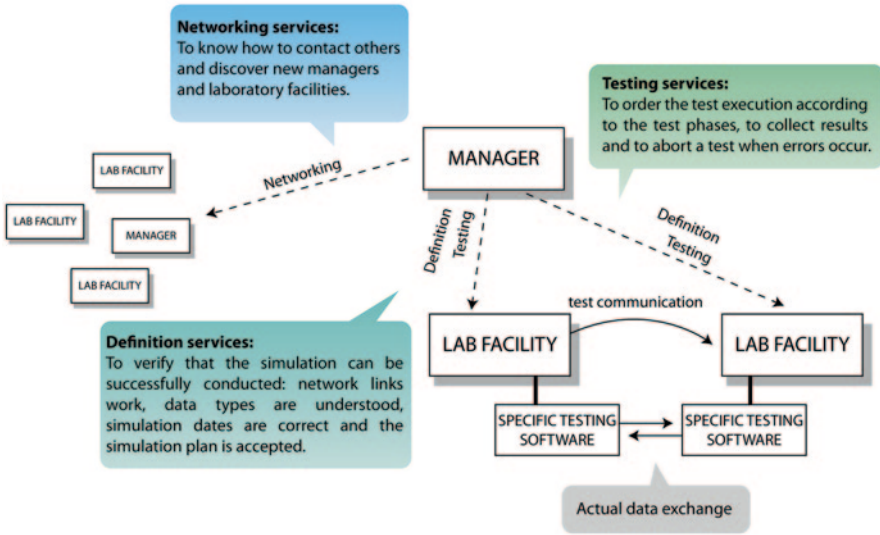 Networking services:
To know how to contact others
and discover new managers
and laboratory facilities.
Testing services:
To order the test execution according
to the test phases, to collect results
and to abort a test when errors occur.
MANAGER
Networking
LAB FACILITY
LAB FACILITY
MANAGER
LAB FACILITY
Definition
Testing
Definition
Testing
test communication
LAB FACILITY
LAB FACILITY
Definition services:
To verify that the simulation can be
successfully conducted: network links
work, data types are understood,
simulation dates are correct and the
simulation plan is accepted.
SPECIFIC TESTING
SOFTWARE
SPECIFIC TESTING
SOFTWARE
Actual data exchange